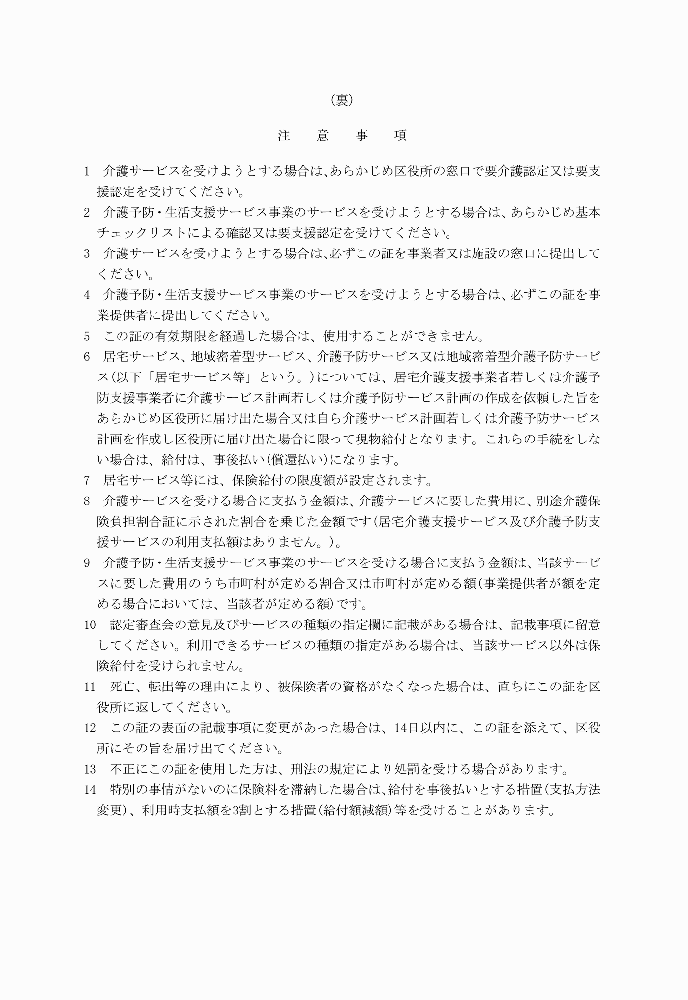 （裏）
注　意　事　項
1　介護サービスを受けようとする場合は、あらかじめ区役所の窓口で要介護認定又は要支
援認定を受けてください。
2　介護予防・生活支援サービス事業のサービスを受けようとする場合は、あらかじめ基本
チェックリストによる確認又は要支援認定を受けてください。
3　介護サービスを受けようとする場合は、必ずこの証を事業者又は施設の窓口に提出して
ください。
4　介護予防・生活支援サービス事業のサービスを受けようとする場合は、必ずこの証を事
業提供者に提出してください。
5　この証の有効期限を経過した場合は、使用することができません。
6　居宅サービス、地域密着型サービス、介護予防サービス又は地域密着型介護予防サービ
ス(以下「居宅サービス等」という。)については、居宅介護支援事業者若しくは介護予
防支援事業者に介護サービス計画若しくは介護予防サービス計画の作成を依頼した旨を
あらかじめ区役所に届け出た場合又は自ら介護サービス計画若しくは介護予防サービス
計画を作成し区役所に届け出た場合に限って現物給付となります。これらの手続をしな
い場合は、給付は、事後払い(償還払い)になります。
7　居宅サービス等には、保険給付の限度額が設定されます。
8　介護サービスを受ける場合に支払う金額は、介護サービスに要した費用に、別途介護保
険負担割合証に示された割合を乗じた金額です(居宅介護支援サービス及び介護予防支
援サービスの利用支払額はありません。)。
9　介護予防・生活支援サービス事業のサービスを受ける場合に支払う金額は、当該サービ
スに要した費用のうち市町村が定める割合又は市町村が定める額(事業提供者が額を定
める場合においては、当該者が定める額)です。
10　認定審査会の意見及びサービスの種類の指定欄に記載がある場合は、記載事項に留意
してください。利用できるサービスの種類の指定がある場合は、当該サービス以外は保
険給付を受けられません。
11　死亡、転出等の理由により、被保険者の資格がなくなった場合は、直ちにこの証を区
役所に返してください。
12　この証の表面の記載事項に変更があった場合は、14日以内に、この証を添えて、区役
所にその旨を届け出てください。
13　不正にこの証を使用した方は、刑法の規定により処罰を受ける場合があります。
14　特別の事情がないのに保険料を滞納した場合は、給付を事後払いとする措置(支払方法
変更)、利用時支払額を3割とする措置(給付額減額)等を受けることがあります。